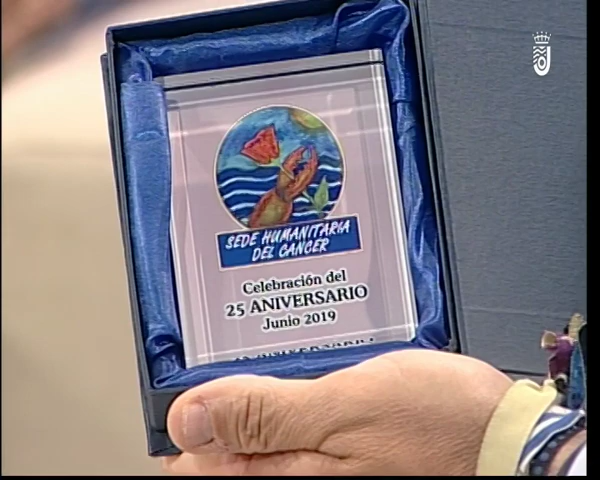 SEDE HUMANITARIA
DEL CANCER
Celebración del
25 ANIVERSARIO
Junio 2019